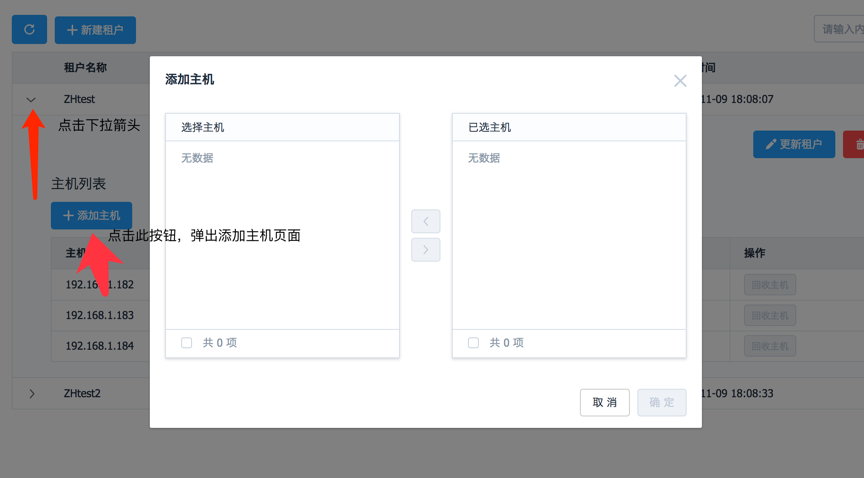 新建租户
请输入内
租户名称
时间
ZHtest
11-09 18:08:07
点击下拉箭头
更新租户
主机列表
添加主机
点击此按钮，弹出添加主机页面
主机
操作
192.168.1.182
回收主机
192.168.1.183
回收主机
192.168.1.184
回收主机
ZHtest2
11-09 18:08:33
添加主机
选择主机
无数据
共 0 项
已选主机
无数据
共 0 项
取 消
确 定